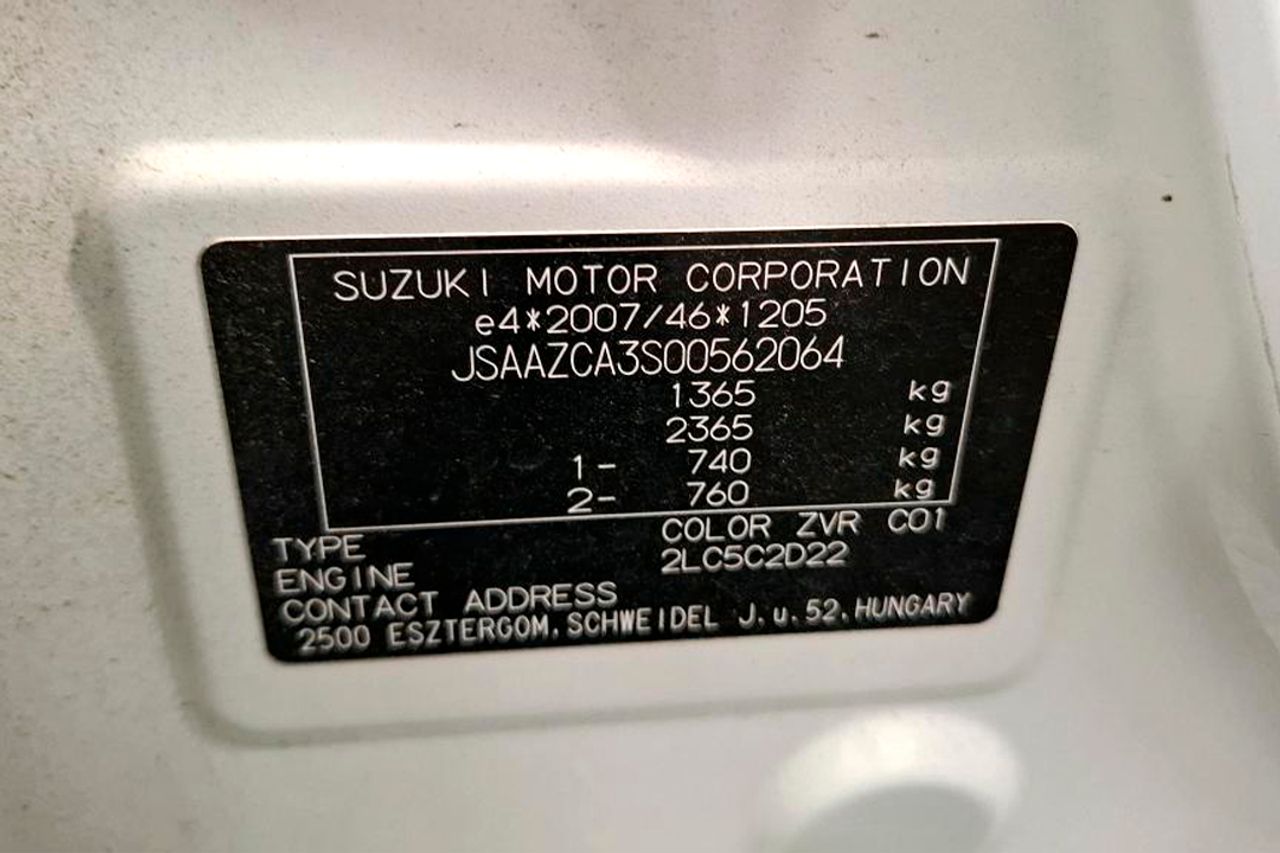 SUZUKI MOTOR CORPORATION
e4*2007/46*1205
JSAAZCA3S00562064
1365 kg
2365 kg
1- 740 kg
2- 760 kg
TYPE COLOR ZVR C01
ENGINE 2LC5C2D22
CONTACT ADDRESS
2500 ESZTERGOM, SCHWEIDEL J. u. 52. HUNGARY